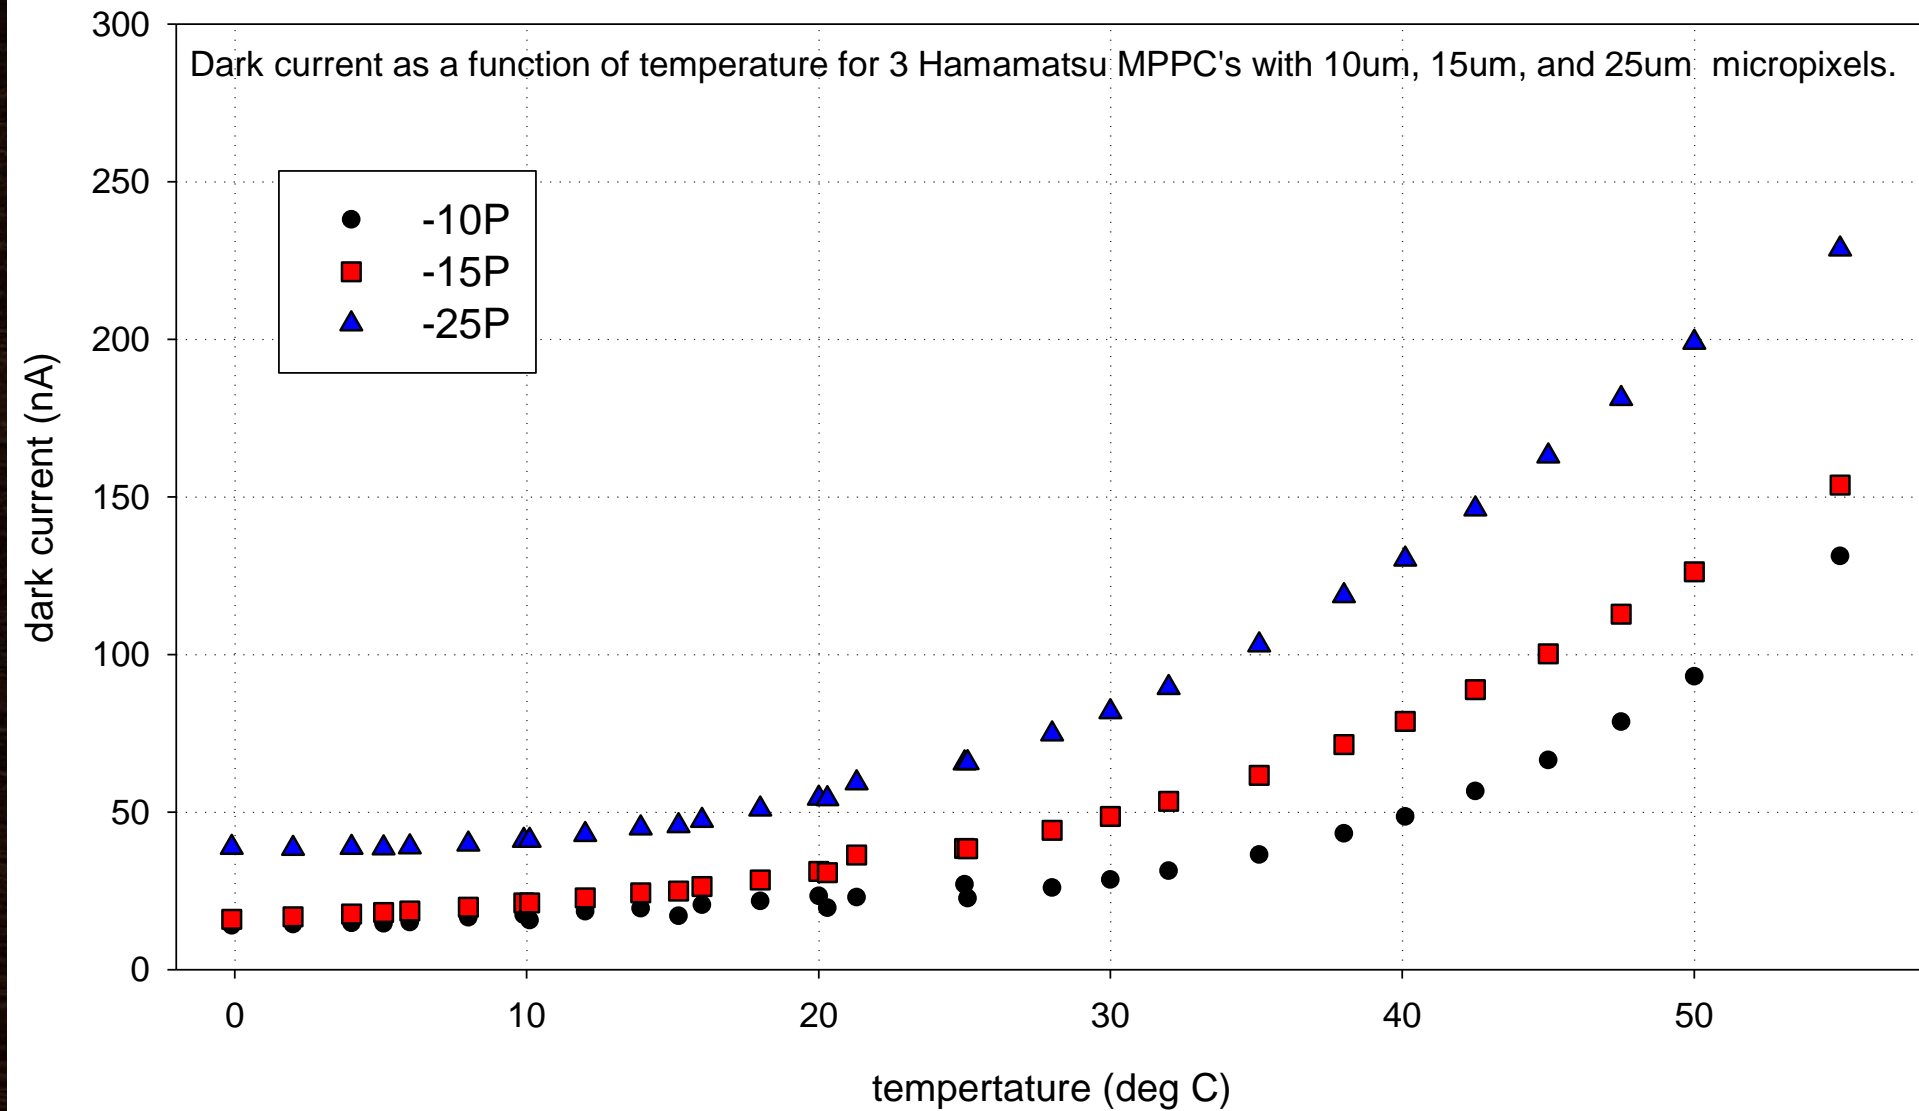 Dark current as a function of temperature for 3 Hamamatsu MPPC's with 10um, 15um, and 25um micropixels.
300
250
200
150
100
50
0
dark current (nA)
-10P
-15P
-25P
0 10 20 30 40 50
tempertature (deg C)